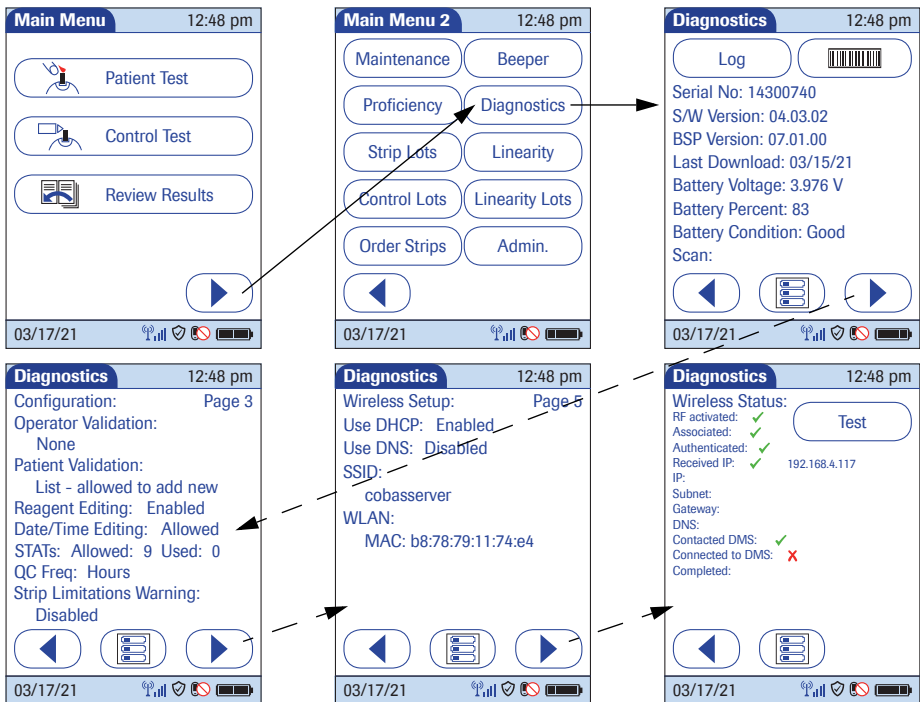 Main Menu 12:48 pm
Patient Test
Control Test
Review Results
03/17/21
Main Menu 2 12:48 pm
Maintenance Beeper
Proficiency Diagnostics
Strip Lots Linearity
Control Lots Linearity Lots
Order Strips Admin.
03/17/21
Diagnostics 12:48 pm
Log
Serial No: 14300740
S/W Version: 04.03.02
BSP Version: 07.01.00
Last Download: 03/15/21
Battery Voltage: 3.976 V
Battery Percent: 83
Battery Condition: Good
Scan:
03/17/21
Diagnostics 12:48 pm
Configuration: Page 3
Operator Validation:
None
Patient Validation:
List - allowed to add new
Reagent Editing: Enabled
Date/Time Editing: Allowed
STATs: Allowed: 9 Used: 0
QC Freq: Hours
Strip Limitations Warning:
Disabled
03/17/21
Diagnostics 12:48 pm
Wireless Setup: Page 5
Use DHCP: Enabled
Use DNS: Disabled
SSID:
cobasserver
WLAN:
MAC: b8:78:79:11:74:e4
03/17/21
Diagnostics 12:48 pm
Wireless Status:
Test
RF activated: ✓
Associated: ✓
Authenticated: ✓
Received IP: ✓ 192.168.4.117
IP:
Subnet:
Gateway:
DNS:
Contacted DMS: ✓
Connected to DMS: ✗
Completed:
03/17/21